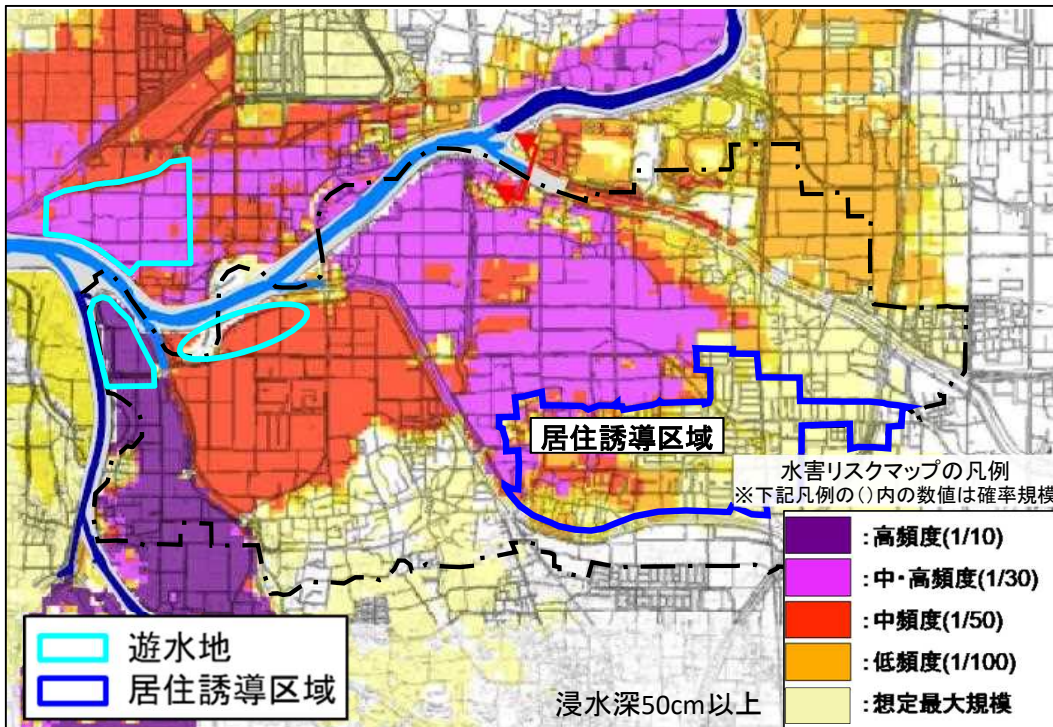 居住誘導区域
水害リスクマップの凡例
※下記凡例の()内の数値は確率規模
:高頻度(1/10)
:中・高頻度(1/30)
:中頻度(1/50)
:低頻度(1/100)
:想定最大規模
遊水地
居住誘導区域
浸水深50cm以上